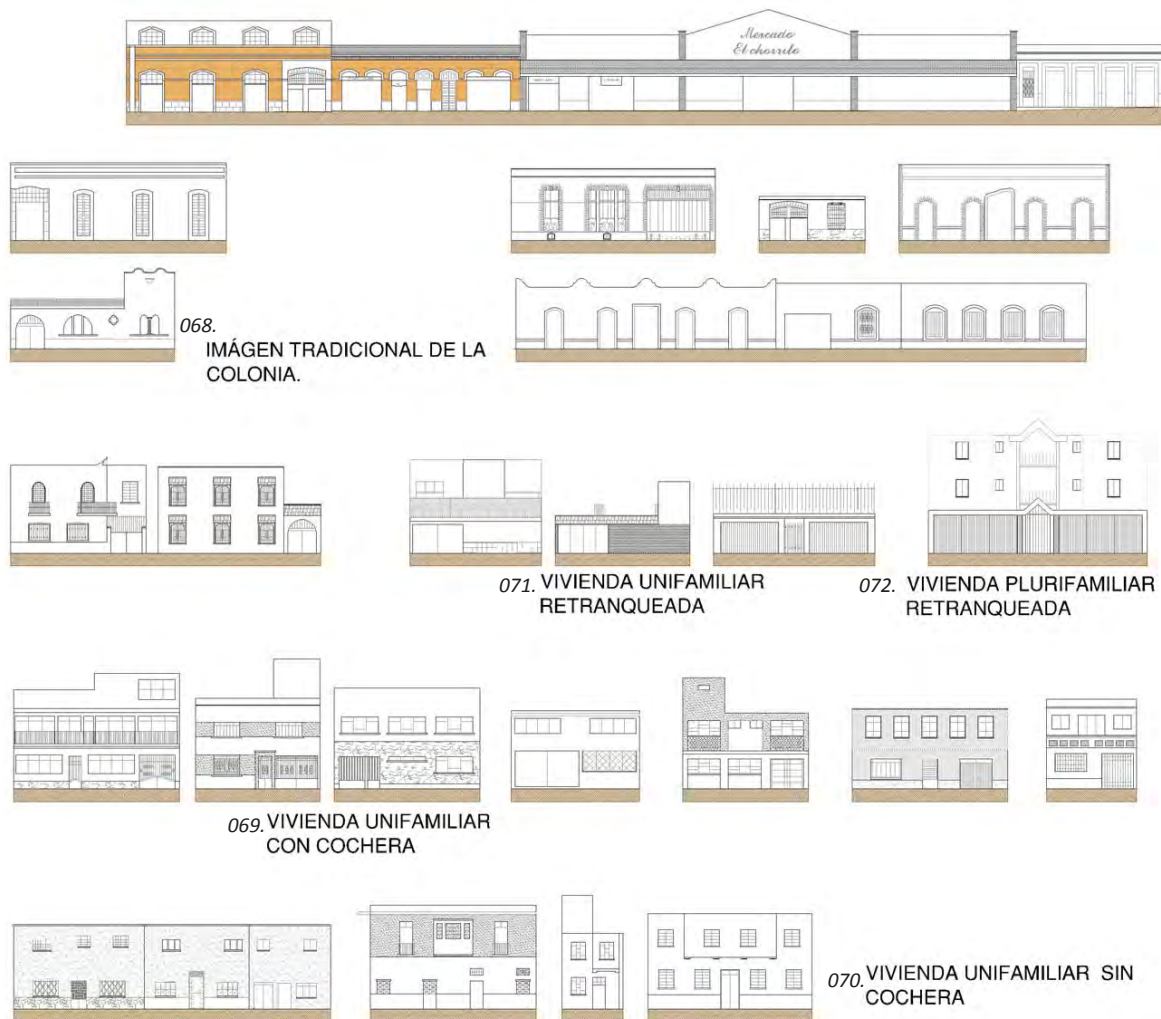 Mercado
El chorrito
068.
IMÁGEN TRADICIONAL DE LA
COLONIA.
071. VIVIENDA UNIFAMILIAR
RETRANQUEADA
072. VIVIENDA PLURIFAMILIAR
RETRANQUEADA
069. VIVIENDA UNIFAMILIAR
CON COCHERA
070. VIVIENDA UNIFAMILIAR SIN
COCHERA